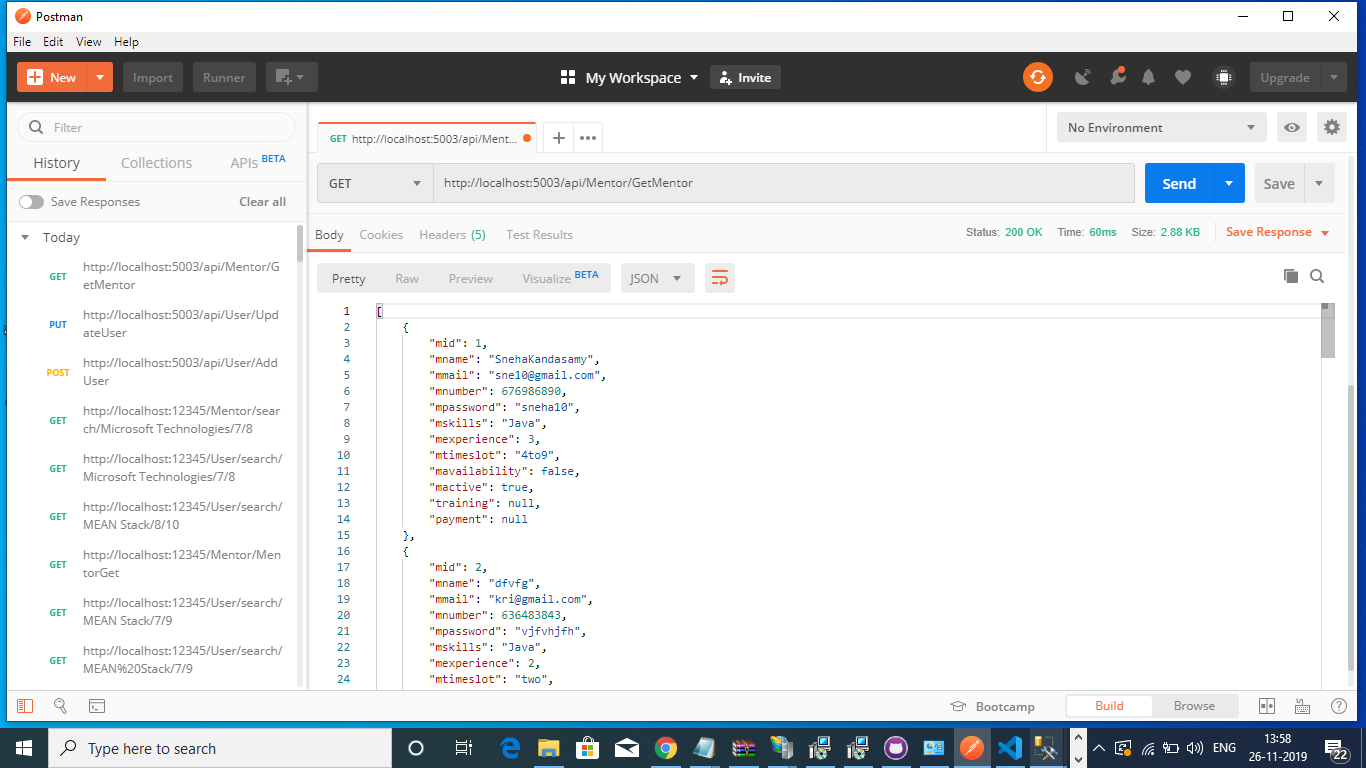 Postman
File Edit View Help
New Import Runner My Workspace Invite Upgrade
Filter
History Collections APIs BETA
Save Responses Clear all
Today
GET http://localhost:5003/api/Mentor/G
etMentor
PUT http://localhost:5003/api/User/Upd
ateUser
POST http://localhost:5003/api/User/Add
User
GET http://localhost:12345/Mentor/sear
ch/Microsoft Technologies/7/8
GET http://localhost:12345/User/search/
Microsoft Technologies/7/8
GET http://localhost:12345/User/search/
MEAN Stack/8/10
GET http://localhost:12345/Mentor/Men
torGet
GET http://localhost:12345/User/search/
MEAN Stack/7/9
GET http://localhost:12345/User/search/
MEAN%20Stack/7/9
GET http://localhost:5003/api/Ment... + •••
No Environment
GET http://localhost:5003/api/Mentor/GetMentor Send Save
Body Cookies Headers (5) Test Results Status: 200 OK Time: 60ms Size: 2.88 KB Save Response
Pretty Raw Preview Visualize BETA JSON
1 [
2 {
3 "mid": 1,
4 "mname": "SnehaKandasamy",
5 "mmail": "sne10@gmail.com",
6 "mnumber": 676986890,
7 "mpassword": "sneha10",
8 "mskills": "Java",
9 "mexperience": 3,
10 "mtimeslot": "4to9",
11 "mavailability": false,
12 "mactive": true,
13 "training": null,
14 "payment": null
15 },
16 {
17 "mid": 2,
18 "mname": "dfvfg",
19 "mmail": "kri@gmail.com",
20 "mnumber": 636483843,
21 "mpassword": "vjfvhjfh",
22 "mskills": "Java",
23 "mexperience": 2,
24 "mtimeslot": "two",
Bootcamp Build Browse
Type here to search
ENG
13:58
26-11-2019
22